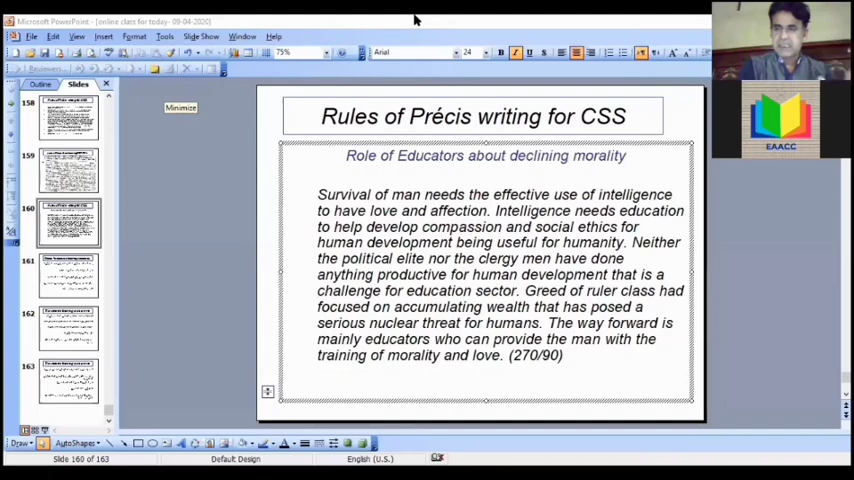 Microsoft PowerPoint - [online class for today- 09-04-2020]
File Edit View Insert Format Tools Slide Show Window Help 75% Arial 24 B I U S
Reviewers...
Outline Slides
Minimize
158
159
160
161
162
163
Rules of Précis writing for CSS
Role of Educators about declining morality
Survival of man needs the effective use of intelligence
to have love and affection. Intelligence needs education
to help develop compassion and social ethics for
human development being useful for humanity. Neither
the political elite nor the clergy men have done
anything productive for human development that is a
challenge for education sector. Greed of ruler class had
focused on accumulating wealth that has posed a
serious nuclear threat for humans. The way forward is
mainly educators who can provide the man with the
training of morality and love. (270/90)
EAACC
Draw AutoShapes
Slide 160 of 163 Default Design English (U.S.)